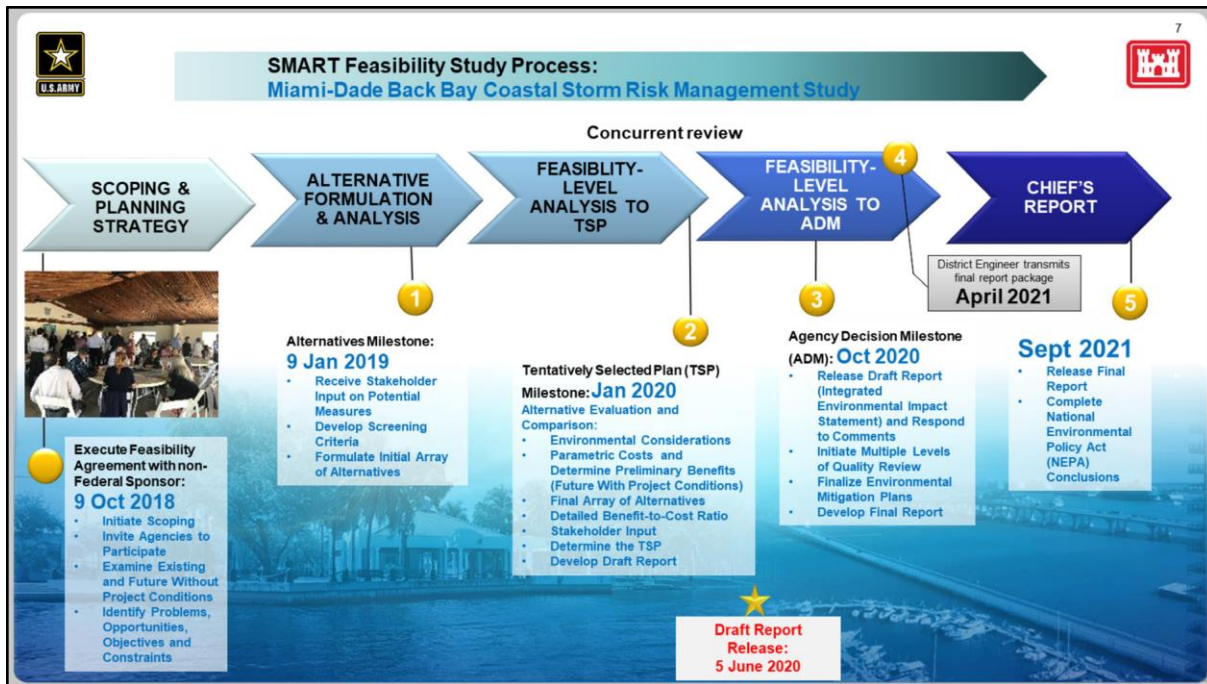 7
U.S.ARMY
SMART Feasibility Study Process:
Miami-Dade Back Bay Coastal Storm Risk Management Study
Concurrent review
SCOPING &
PLANNING
STRATEGY
ALTERNATIVE
FORMULATION
& ANALYSIS
FEASIBLITY-
LEVEL
ANALYSIS TO
TSP
FEASIBILITY-
LEVEL
ANALYSIS TO
ADM
4
CHIEF'S
REPORT
District Engineer transmits
final report package
April 2021
Execute Feasibility
Agreement with non-
Federal Sponsor:
9 Oct 2018
• Initiate Scoping
• Invite Agencies to
Participate
• Examine Existing
and Future Without
Project Conditions
• Identify Problems,
Opportunities,
Objectives and
Constraints
1
Alternatives Milestone:
9 Jan 2019
• Receive Stakeholder
Input on Potential
Measures
• Develop Screening
Criteria
• Formulate Initial
Array of Alternatives
2
Tentatively Selected Plan (TSP)
Milestone: Jan 2020
Alternative Evaluation and
Comparison:
• Environmental Considerations
• Parametric Costs and
Determine Preliminary Benefits
(Future With Project Conditions)
• Final Array of Alternatives
• Detailed Benefit-to-Cost Ratio
• Stakeholder Input
• Determine the TSP
• Develop Draft Report
3
Agency Decision Milestone
(ADM): Oct 2020
• Release Draft Report
(Integrated
Environmental Impact
Statement) and Respond
to Comments
• Initiate Multiple Levels
of Quality Review
• Finalize Environmental
Mitigation Plans
• Develop Final Report
5
Sept 2021
• Release Final
Report
• Complete
National
Environmental
Policy Act
(NEPA)
Conclusions
Draft Report
Release:
5 June 2020